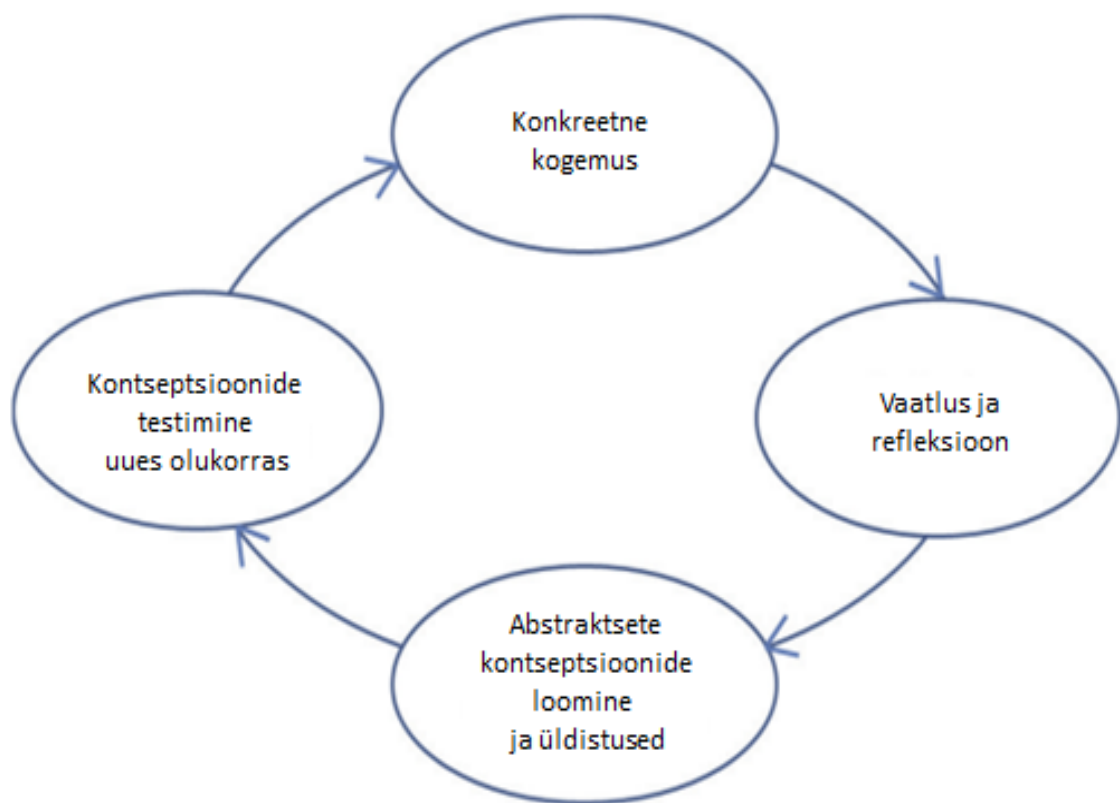 Konkreetne
kogemus
Vaatlus ja
refleksioon
Abstraktsete
kontseptsioonide
loomine
ja üldistused
Kontseptsioonide
testimine
uues olukorras